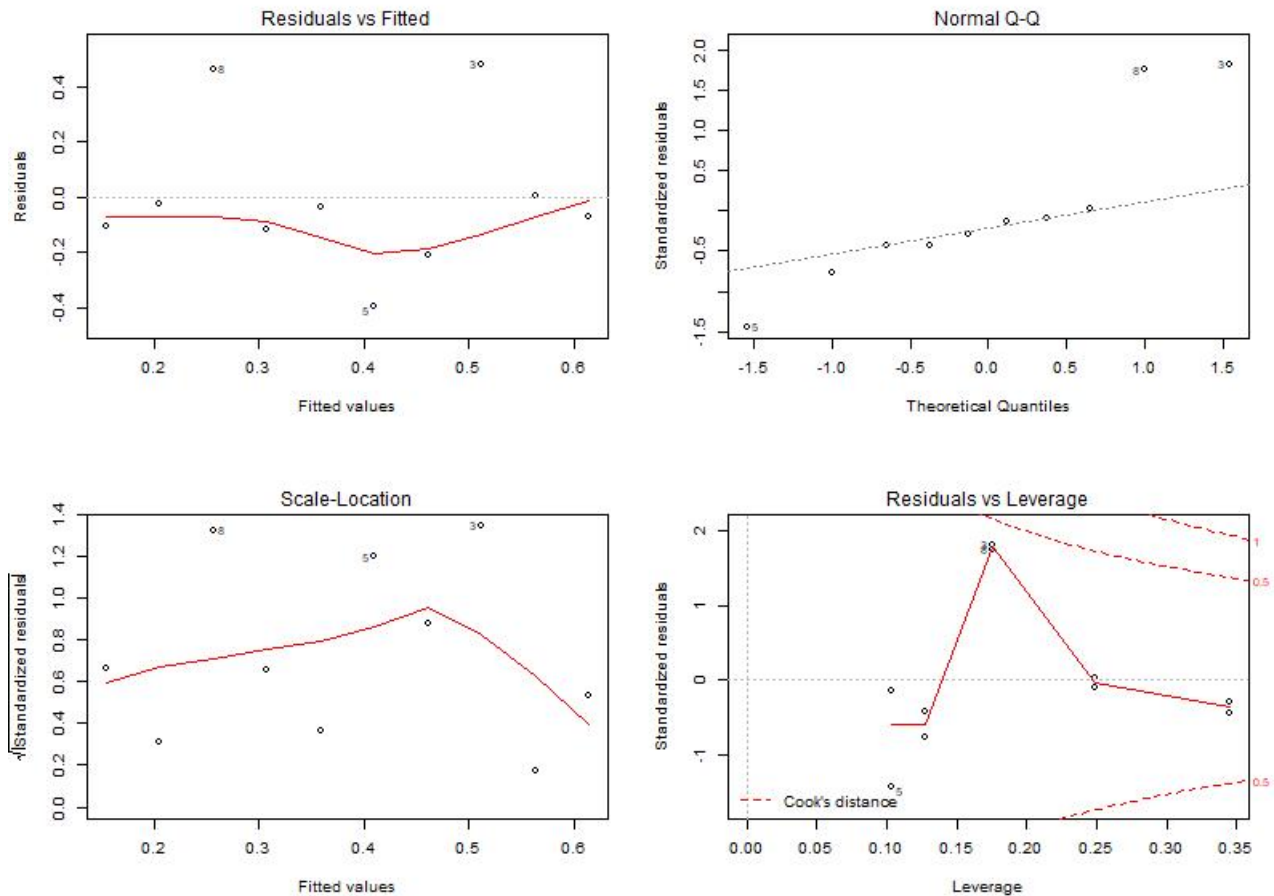 Residuals vs Fitted
Residuals
0.4
0.2
0.0
-0.2
-0.4
8
3
5
0.2 0.3 0.4 0.5 0.6
Fitted values
Normal Q-Q
Standardized residuals
2.0
1.5
1.0
0.5
-0.5
-1.5
3
8
5
-1.5 -1.0 -0.5 0.0 0.5 1.0 1.5
Theoretical Quantiles
Scale-Location
√|Standardized residuals|
1.4
1.2
1.0
0.8
0.6
0.4
0.2
0.0
8
3
5
0.2 0.3 0.4 0.5 0.6
Fitted values
Residuals vs Leverage
Standardized residuals
2
1
0
-1
3
8
5
1
0.5
0.5
Cook's distance
0.00 0.05 0.10 0.15 0.20 0.25 0.30 0.35
Leverage